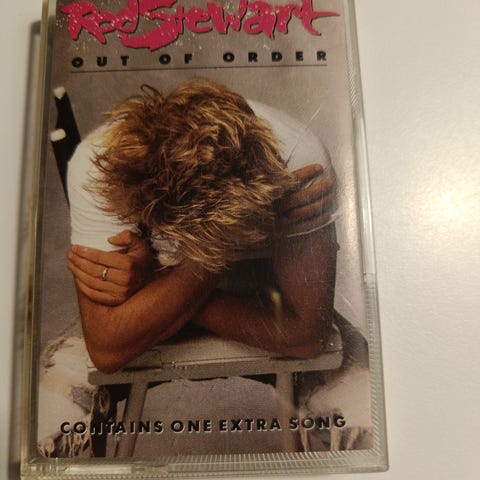 Rod Stewart
OUT OF ORDER
CONTAINS ONE EXTRA SONG